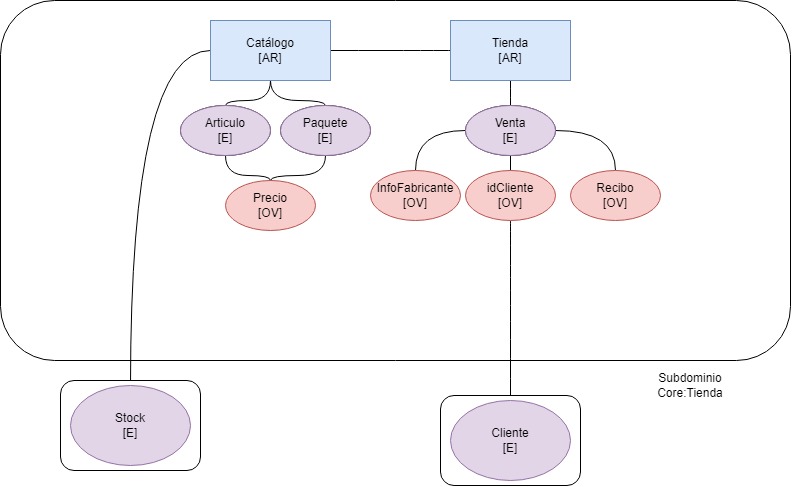 Catálogo
[AR]
Tienda
[AR]
Articulo
[E]
Paquete
[E]
Venta
[E]
Precio
[OV]
InfoFabricante
[OV]
idCliente
[OV]
Recibo
[OV]
Subdominio
Core:Tienda
Stock
[E]
Cliente
[E]